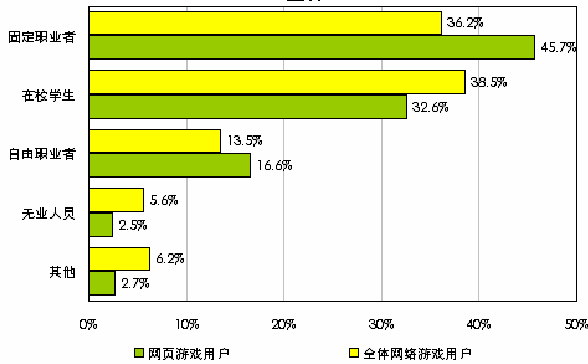 固定职业者
36.2%
45.7%
在校学生
38.5%
32.6%
自由职业者
13.5%
16.6%
无业人员
5.6%
2.5%
其他
6.2%
2.7%
0% 10% 20% 30% 40% 50%
网页游戏用户 全体网络游戏用户